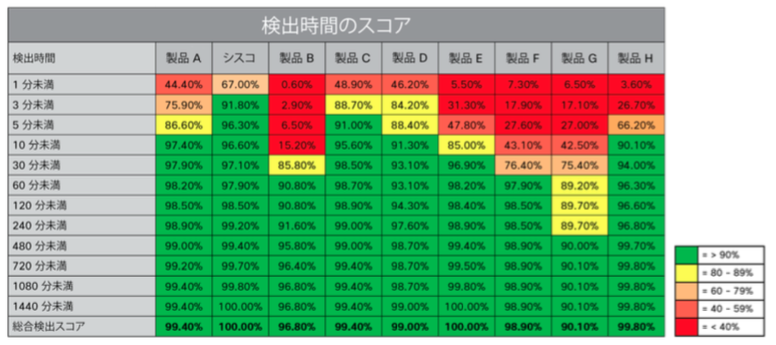 検出時間のスコア
検出時間 製品 A シスコ 製品 B 製品 C 製品 D 製品 E 製品 F 製品 G 製品 H
1 分未満 44.40% 67.00% 0.60% 48.90% 46.20% 5.50% 7.30% 6.50% 3.60%
3 分未満 75.90% 91.80% 2.90% 88.70% 84.20% 31.30% 17.90% 17.10% 26.70%
5 分未満 86.60% 96.30% 6.50% 91.00% 88.40% 47.80% 27.60% 27.00% 66.20%
10 分未満 97.40% 96.60% 15.20% 95.60% 91.30% 85.00% 43.10% 42.50% 90.10%
30 分未満 97.90% 97.10% 85.80% 98.50% 93.10% 96.90% 76.40% 75.40% 94.00%
60 分未満 98.20% 97.90% 90.80% 98.70% 93.10% 98.20% 97.90% 89.20% 96.30%
120 分未満 98.50% 98.50% 90.80% 98.90% 94.30% 98.40% 98.50% 89.70% 96.60%
240 分未満 98.90% 99.20% 91.60% 99.00% 97.60% 98.90% 98.50% 89.70% 96.80%
480 分未満 99.00% 99.40% 95.80% 99.00% 98.70% 99.40% 98.90% 90.00% 99.70%
720 分未満 99.20% 99.70% 96.40% 99.40% 98.70% 99.50% 98.90% 90.10% 99.80%
1080 分未満 99.40% 99.80% 96.80% 99.40% 98.70% 99.80% 98.90% 90.10% 99.80%
1440 分未満 99.40% 100.00% 96.80% 99.40% 99.00% 100.00% 98.90% 90.10% 99.80%
総合検出スコア 99.40% 100.00% 96.80% 99.40% 99.00% 100.00% 98.90% 90.10% 99.80%
= > 90%
= 80 - 89%
= 60 - 79%
= 40 - 59%
= < 40%